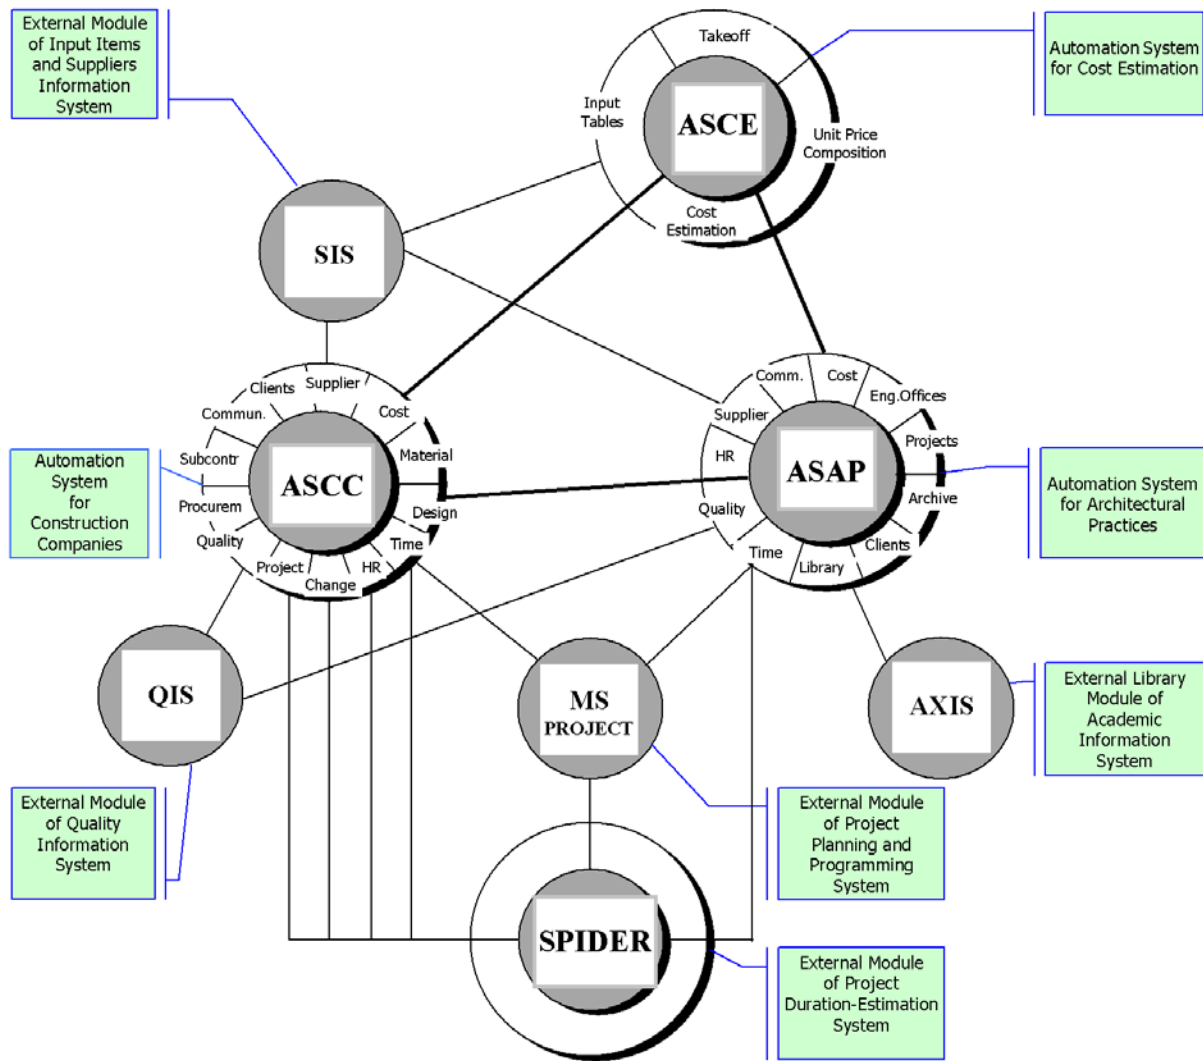 External Module
of Input Items
and Suppliers
Information
System
Takeoff
Input
Tables
ASCE
Unit Price
Composition
Cost
Estimation
Automation System
for Cost Estimation
SIS
Clients
Supplier
Commun.
Cost
Subcontr
Material
ASCC
Procurem
Design
Quality
Time
Project
HR
Change
Automation
System
for
Construction
Companies
Comm.
Cost
Eng.Offices
Supplier
Projects
HR
ASAP
Archive
Quality
Clients
Time
Library
Automation System
for Architectural
Practices
QIS
MS
PROJECT
AXIS
External Library
Module of
Academic
Information
System
External Module
of Quality
Information
System
External Module
of Project
Planning and
Programming
System
SPIDER
External Module
of Project
Duration-Estimation
System